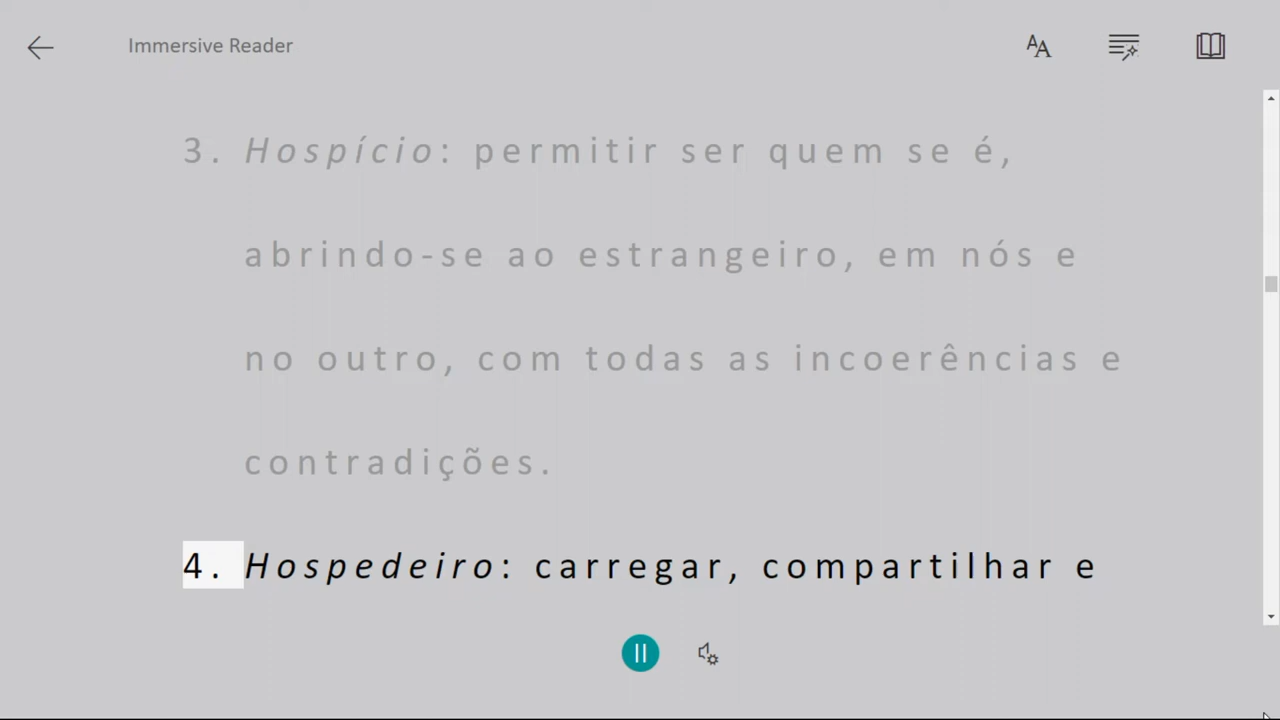 Immersive Reader
3. Hospício: permitir ser quem se é,
abrindo-se ao estrangeiro, em nós e
no outro, com todas as incoerências e
contradições.
4. Hospedeiro: carregar, compartilhar e